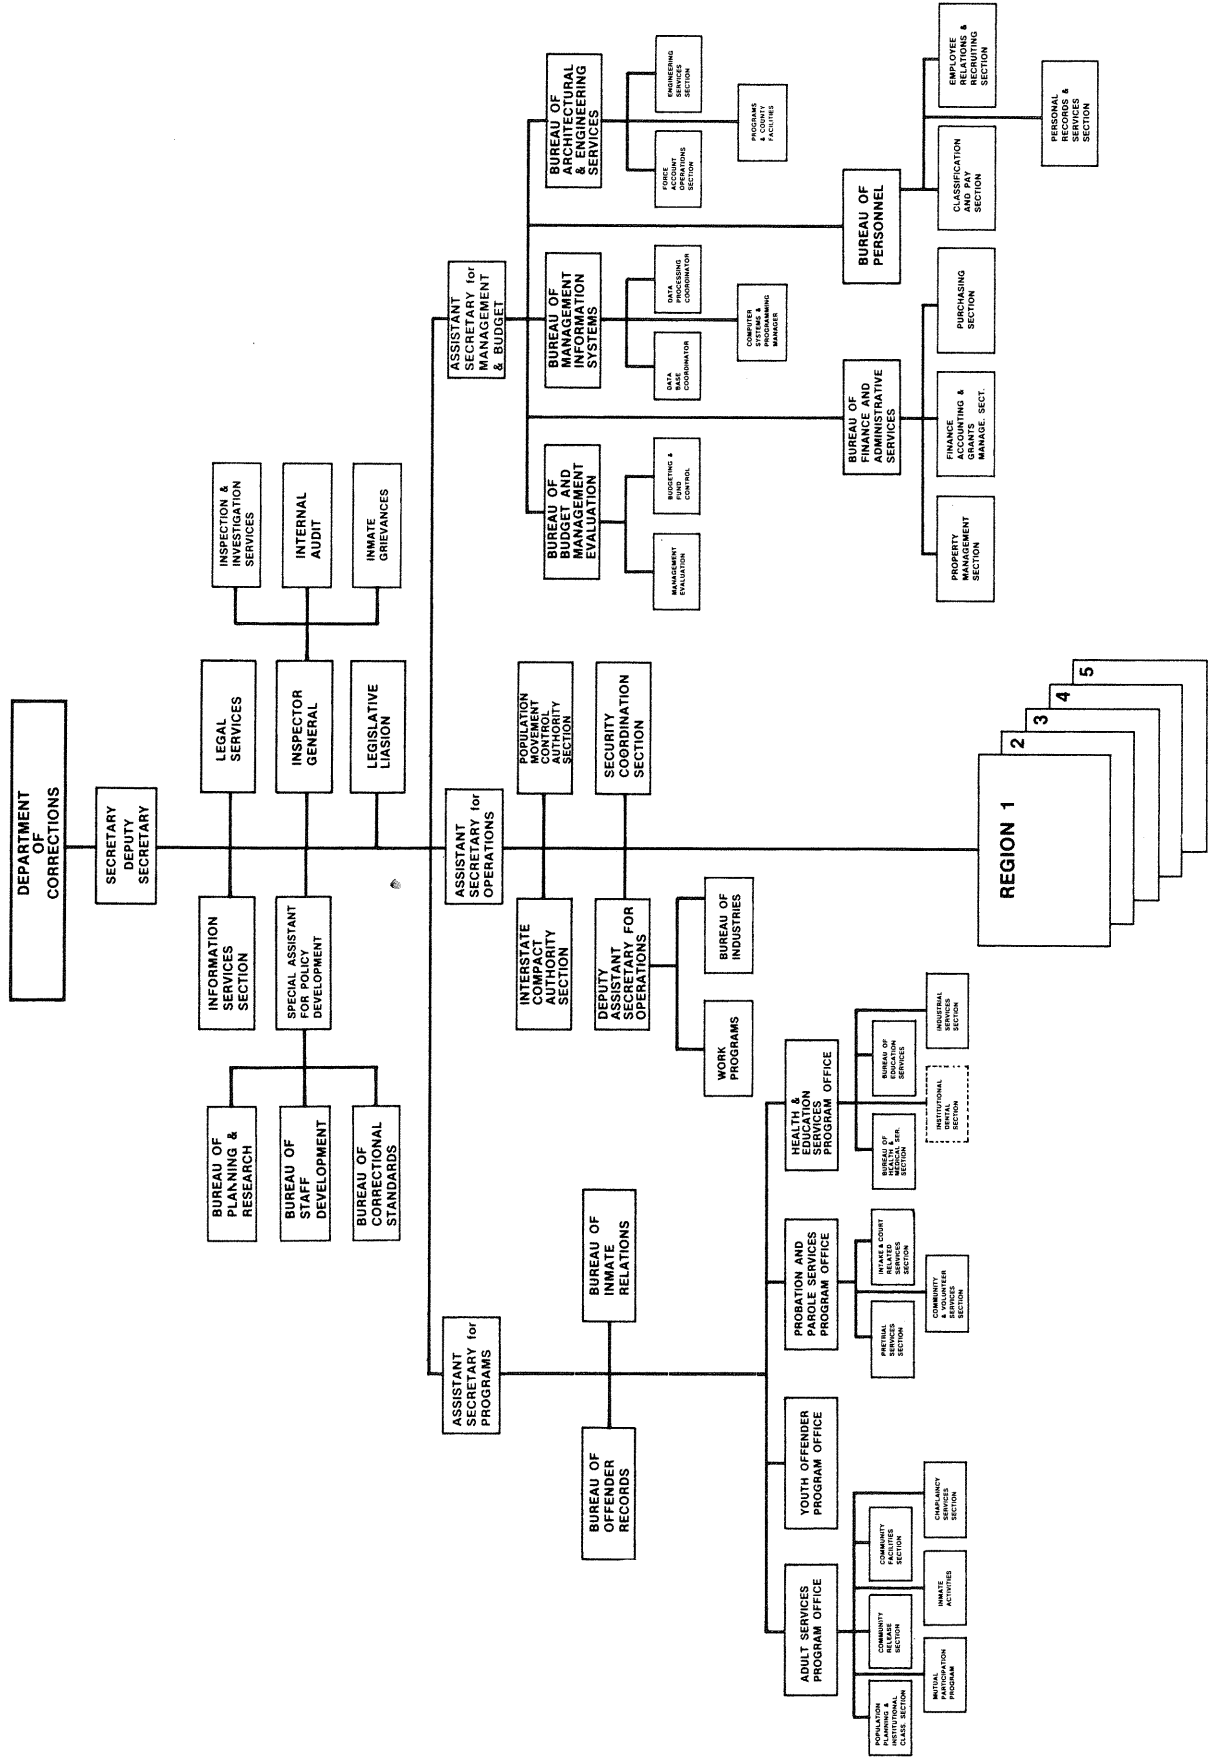 DEPARTMENT
OF
CORRECTIONS
SECRETARY
DEPUTY
SECRETARY
INFORMATION
SERVICES
SECTION
LEGAL
SERVICES
INSPECTION &
INVESTIGATION
SERVICES
BUREAU OF
PLANNING &
RESEARCH
SPECIAL ASSISTANT
FOR POLICY
DEVELOPMENT
INSPECTOR
GENERAL
INTERNAL
AUDIT
BUREAU OF
STAFF
DEVELOPMENT
LEGISLATIVE
LIASION
INMATE
GRIEVANCES
BUREAU OF
CORRECTIONAL
STANDARDS
ASSISTANT
SECRETARY for
PROGRAMS
ASSISTANT
SECRETARY for
OPERATIONS
ASSISTANT
SECRETARY for
MANAGEMENT
& BUDGET
BUREAU OF
OFFENDER
RECORDS
BUREAU OF
INMATE
RELATIONS
ADULT SERVICES
PROGRAM OFFICE
YOUTH OFFENDER
PROGRAM OFFICE
PROBATION AND
PAROLE SERVICES
PROGRAM OFFICE
HEALTH &
EDUCATION
SERVICES
PROGRAM OFFICE
POPULATION
PLANNING &
INSTITUTIONAL
CLASS. SECTION
COMMUNITY
RELEASE
SECTION
COMMUNITY
FACILITIES
SECTION
MUTUAL
PARTICIPATION
PROGRAM
INMATE
ACTIVITIES
CHAPLAINCY
SERVICES
SECTION
PRETRIAL
SERVICES
SECTION
INTAKE & COURT
RELATED
SERVICES
SECTION
COMMUNITY
& VOLUNTEER
SERVICES
SECTION
BUREAU OF
HEALTH &
MEDICAL SER.
SECTION
BUREAU OF
EDUCATION
SERVICES
INSTITUTIONAL
DENTAL
SECTION
INDUSTRIAL
SERVICES
SECTION
INTERSTATE
COMPACT
AUTHORITY
SECTION
POPULATION
MOVEMENT
CONTROL
AUTHORITY
SECTION
DEPUTY
ASSISTANT
SECRETARY FOR
OPERATIONS
SECURITY
COORDINATION
SECTION
WORK
PROGRAMS
BUREAU OF
INDUSTRIES
REGION 1
2
3
4
5
BUREAU OF
BUDGET AND
MANAGEMENT
EVALUATION
BUREAU OF
MANAGEMENT
INFORMATION
SYSTEMS
BUREAU OF
ARCHITECTURAL
& ENGINEERING
SERVICES
MANAGEMENT
EVALUATION
BUDGETING &
FUND
CONTROL
DATA
BASE
COORDINATOR
DATA
PROCESSING
COORDINATOR
COMPUTER
SYSTEMS &
PROGRAMMING
MANAGER
FORCE
ACCOUNT
OPERATIONS
SECTION
ENGINEERING
SERVICES
SECTION
PROGRAMS
& COUNTY
FACILITIES
BUREAU OF
FINANCE AND
ADMINISTRATIVE
SERVICES
BUREAU OF
PERSONNEL
PROPERTY
MANAGEMENT
SECTION
FINANCE
ACCOUNTING &
GRANTS
MANAGE. SECT.
PURCHASING
SECTION
CLASSIFICATION
AND PAY
SECTION
EMPLOYEE
RELATIONS &
RECRUITING
SECTION
PERSONAL
RECORDS &
SERVICES
SECTION